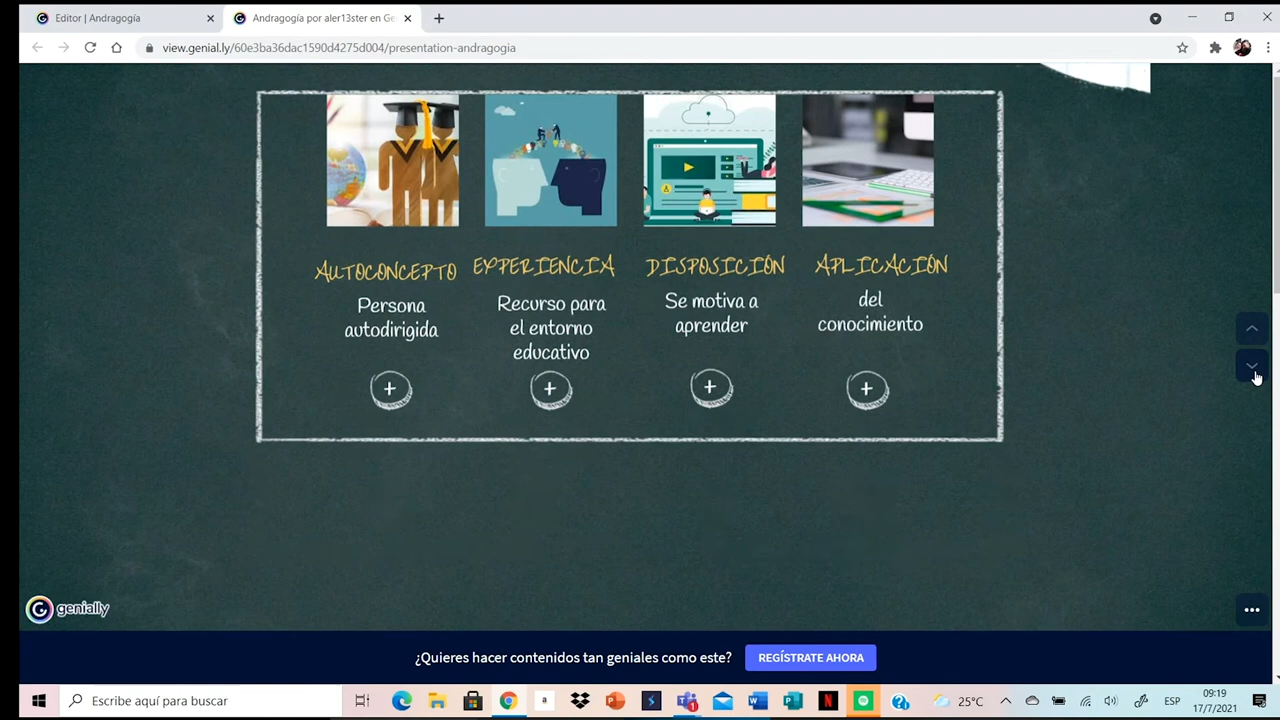 Editor | Andragogía
Andragogía por aler13ster en Ge
view.genial.ly/60e3ba36dac1590d4275d004/presentation-andragogia
AUTOCONCEPTO
Persona
autodirigida
EXPERIENCIA
Recurso para
el entorno
educativo
DISPOSICIÓN
Se motiva a
aprender
APLICACIÓN
del
conocimiento
genially
¿Quieres hacer contenidos tan geniales como este?
REGÍSTRATE AHORA
Escribe aquí para buscar
25°C
ESP
09:19
17/7/2021